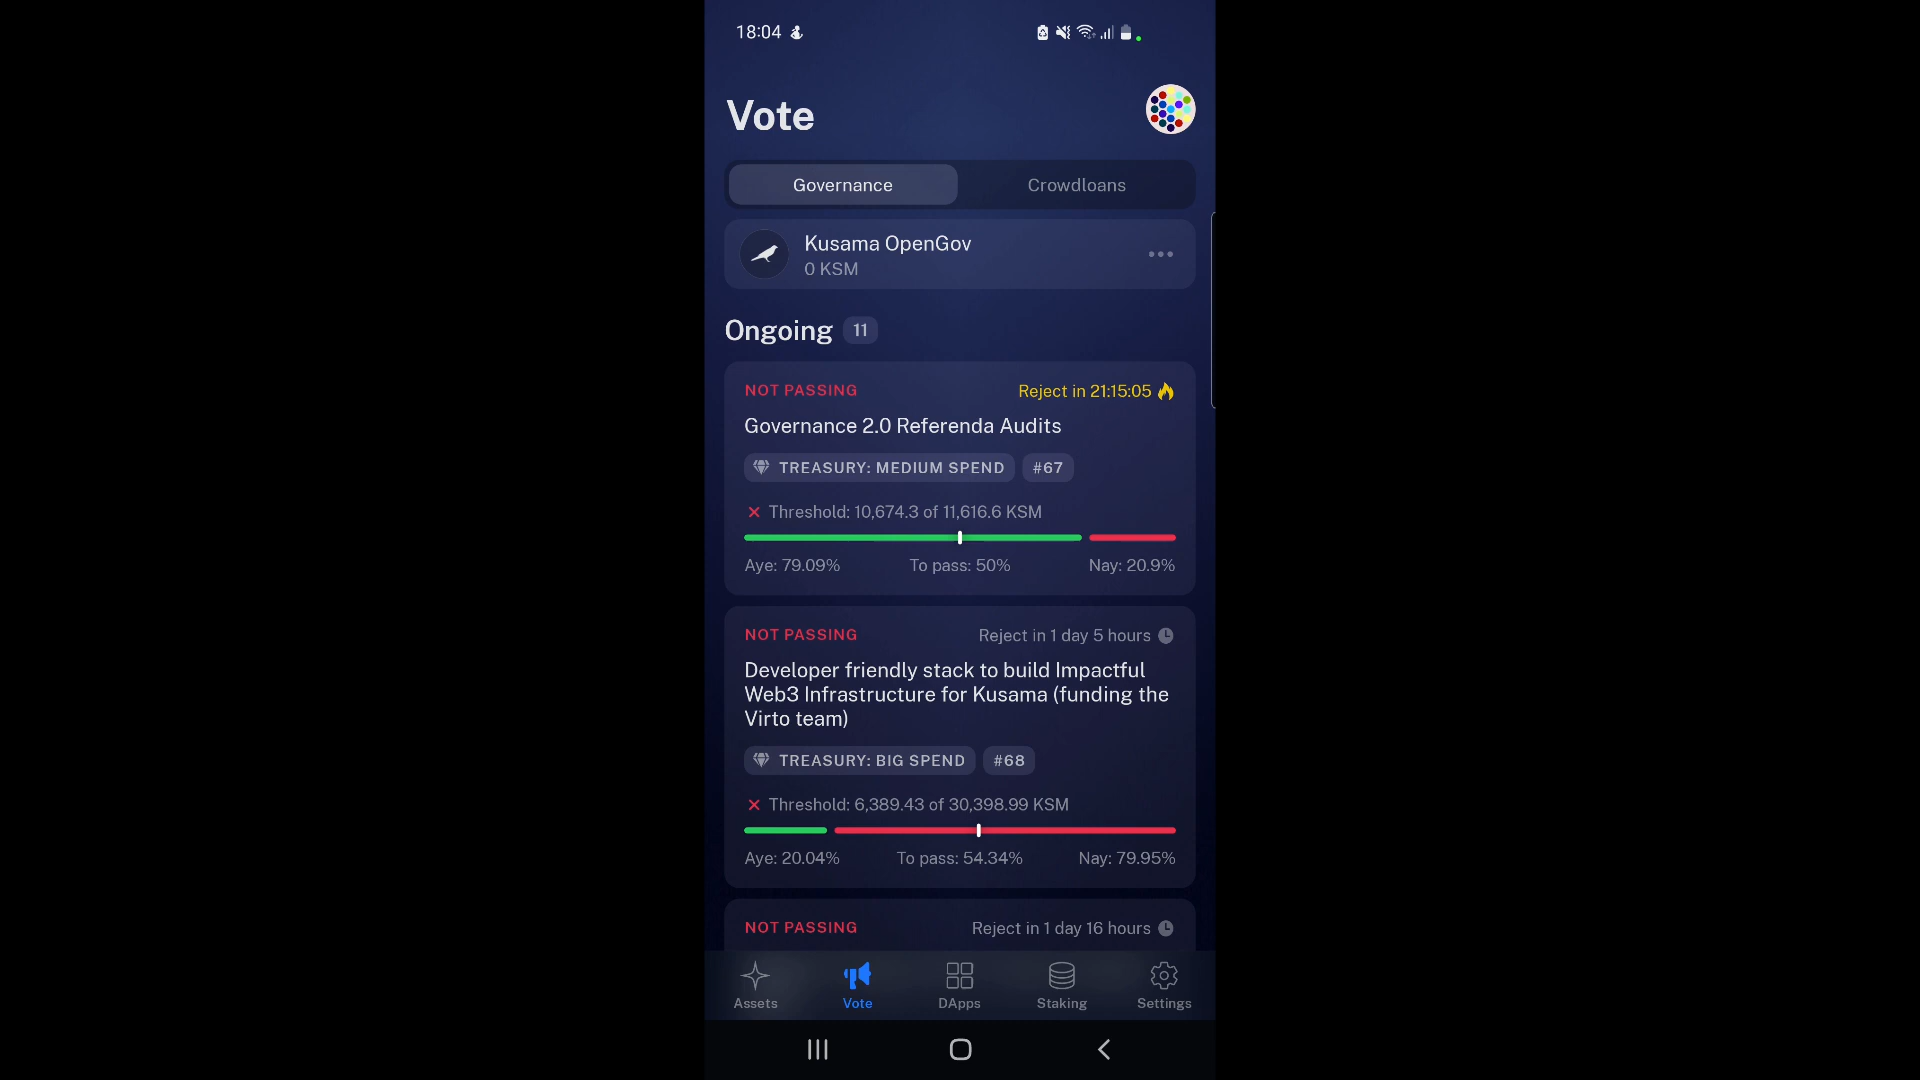 18:04
Vote
Governance
Crowdloans
Kusama OpenGov
0 KSM
Ongoing 11
NOT PASSING
Reject in 21:15:05
Governance 2.0 Referenda Audits
TREASURY: MEDIUM SPEND #67
Threshold: 10,674.3 of 11,616.6 KSM
Aye: 79.09% To pass: 50% Nay: 20.9%
NOT PASSING
Reject in 1 day 5 hours
Developer friendly stack to build Impactful
Web3 Infrastructure for Kusama (funding the
Virto team)
TREASURY: BIG SPEND #68
Threshold: 6,389.43 of 30,398.99 KSM
Aye: 20.04% To pass: 54.34% Nay: 79.95%
NOT PASSING
Reject in 1 day 16 hours
Assets Vote DApps Staking Settings